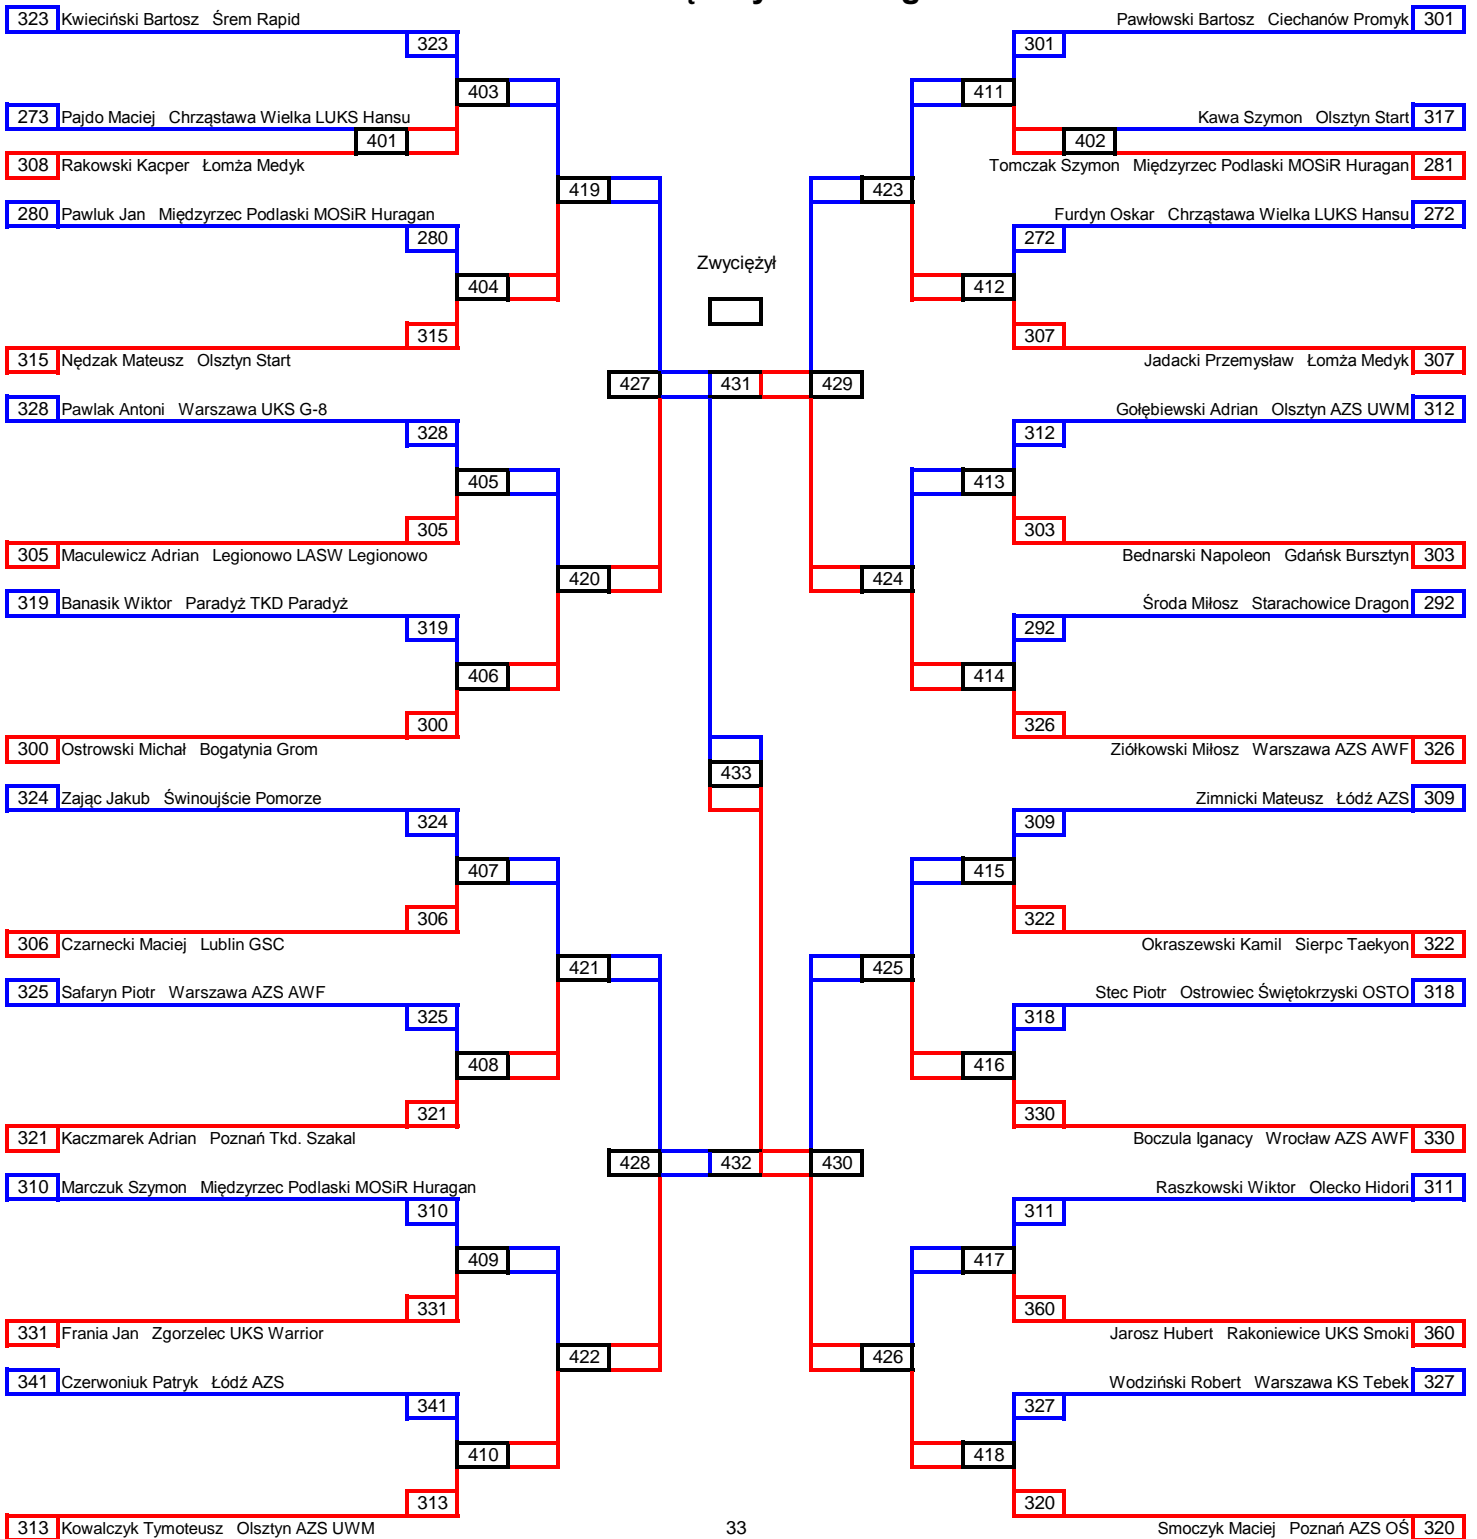 323 Kwieciński Bartosz Śrem Rapid
Pawłowski Bartosz Ciechanów Promyk 301
323
301
403
411
273 Pajdo Maciej Chrząstawa Wielka LUKS Hansu
Kawa Szymon Olsztyn Start 317
401
402
308 Rakowski Kacper Łomża Medyk
Tomczak Szymon Międzyrzec Podlaski MOSiR Huragan 281
419
423
280 Pawluk Jan Międzyrzec Podlaski MOSiR Huragan
Furdyn Oskar Chrząstawa Wielka LUKS Hansu 272
280
272
Zwyciężył
404
412
315
307
315 Nędzak Mateusz Olsztyn Start
Jadacki Przemysław Łomża Medyk 307
427
431
429
328 Pawlak Antoni Warszawa UKS G-8
Gołębiewski Adrian Olsztyn AZS UWM 312
328
312
405
413
305
303
305 Maculewicz Adrian Legionowo LASW Legionowo
Bednarski Napoleon Gdańsk Bursztyn 303
420
424
319 Banasik Wiktor Paradyż TKD Paradyż
Środa Miłosz Starachowice Dragon 292
319
292
406
414
300
326
300 Ostrowski Michał Bogatynia Grom
Ziółkowski Miłosz Warszawa AZS AWF 326
433
324 Zając Jakub Świnoujście Pomorze
Zimnicki Mateusz Łódź AZS 309
324
309
407
415
306
322
306 Czarnecki Maciej Lublin GSC
Okraszewski Kamil Sierpc Taekyon 322
421
425
325 Safaryn Piotr Warszawa AZS AWF
Stec Piotr Ostrowiec Świętokrzyski OSTO 318
325
318
408
416
321
330
321 Kaczmarek Adrian Poznań Tkd. Szakal
Boczula Iganacy Wrocław AZS AWF 330
428
432
430
310 Marczuk Szymon Międzyrzec Podlaski MOSiR Huragan
Raszkowski Wiktor Olecko Hidori 311
310
311
409
417
331
360
331 Frania Jan Zgorzelec UKS Warrior
Jarosz Hubert Rakoniewice UKS Smoki 360
422
426
341 Czerwoniuk Patryk Łódź AZS
Wodziński Robert Warszawa KS Tebek 327
341
327
410
418
313
320
313 Kowalczyk Tymoteusz Olsztyn AZS UWM
33
Smoczyk Maciej Poznań AZS OŚ 320